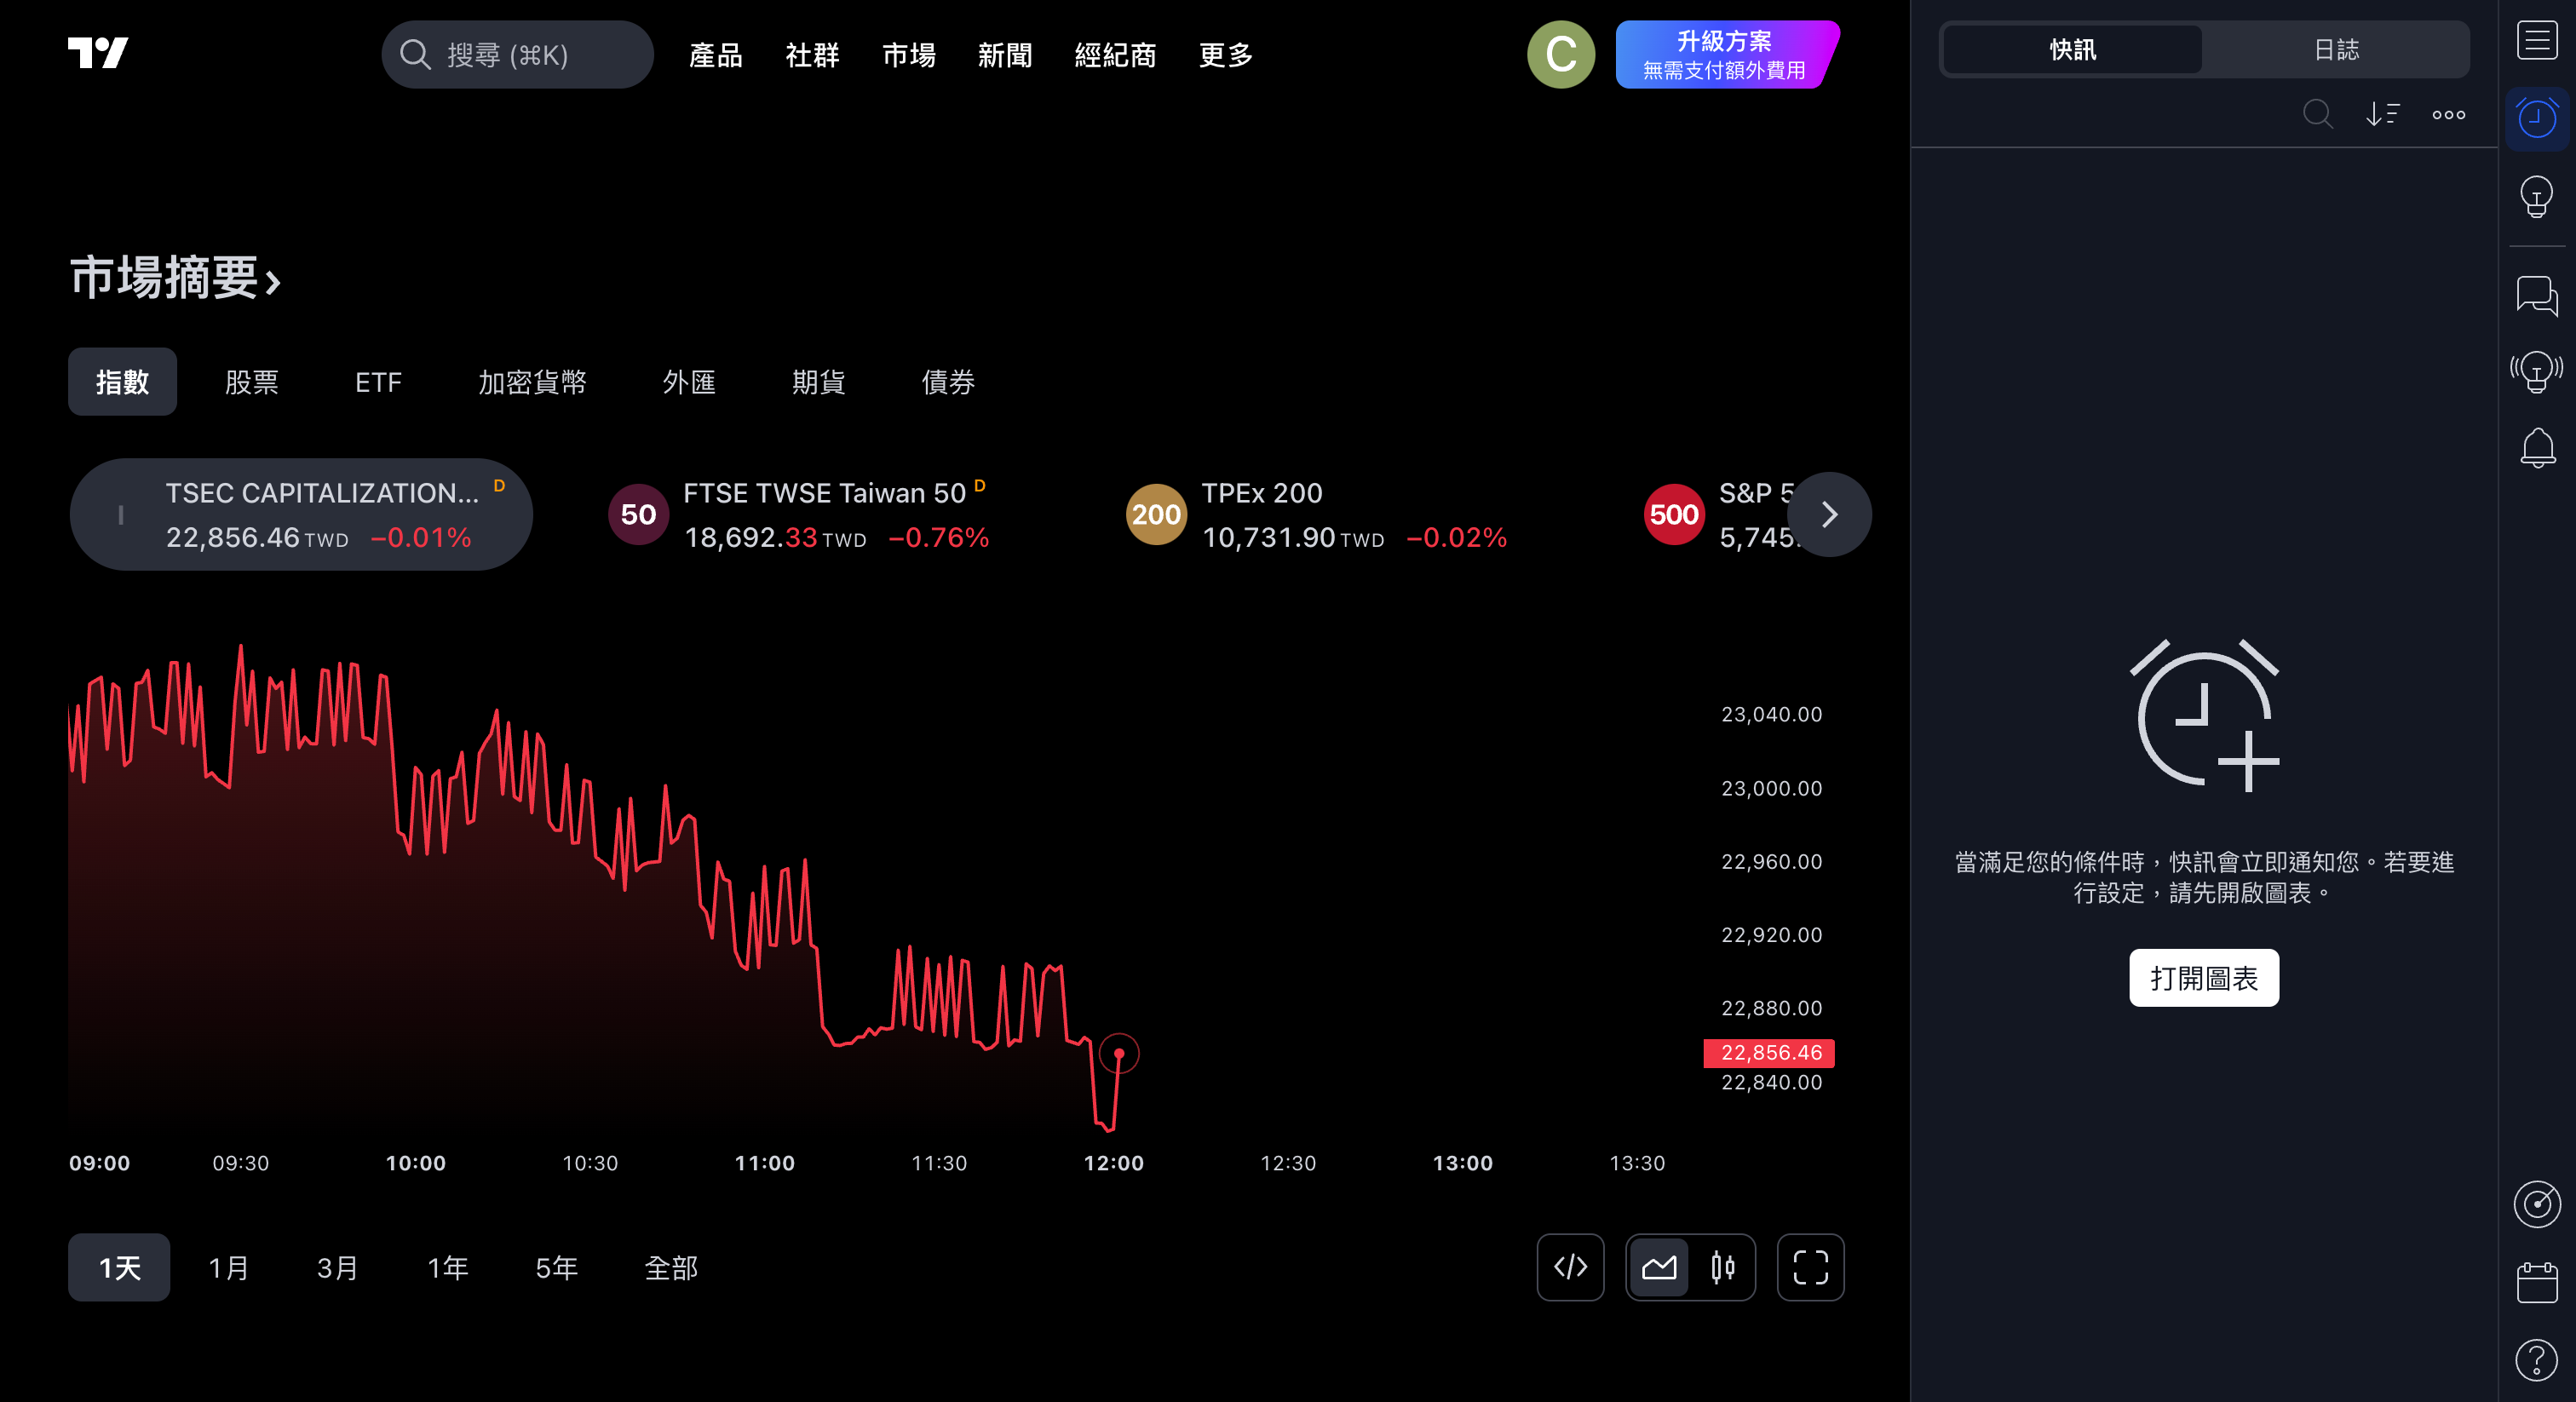 搜尋 (⌘K)
產品
社群
市場
新聞
經紀商
更多
C
升級方案
無需支付額外費用
市場摘要
指數
股票
ETF
加密貨幣
外匯
期貨
債券
TSEC CAPITALIZATION... D
22,856.46 TWD −0.01%
50
FTSE TWSE Taiwan 50 D
18,692.33 TWD −0.76%
200
TPEx 200
10,731.90 TWD −0.02%
500
S&P 5
5,745.
23,040.00
23,000.00
22,960.00
22,920.00
22,880.00
22,856.46
22,840.00
09:00
09:30
10:00
10:30
11:00
11:30
12:00
12:30
13:00
13:30
1天
1月
3月
1年
5年
全部
快訊
日誌
當滿足您的條件時，快訊會立即通知您。若要進
行設定，請先開啟圖表。
打開圖表